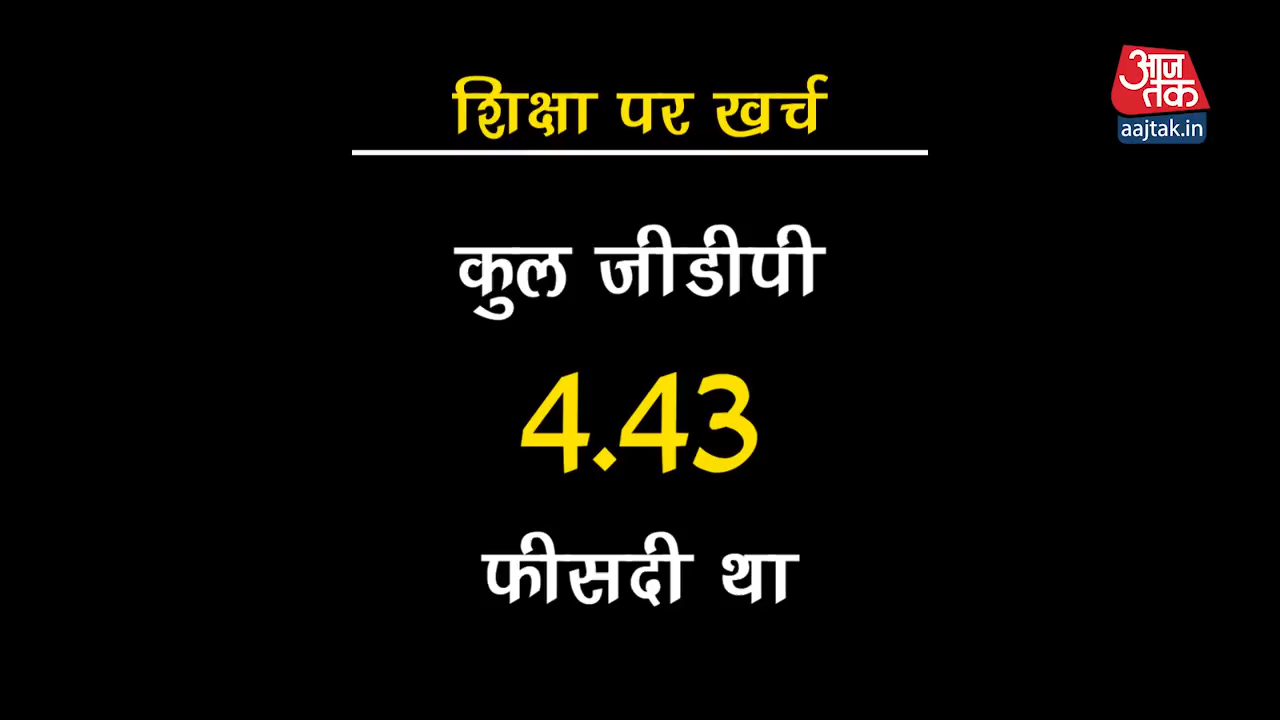 शिक्षा पर खर्च
आज
तक
aajtak.in
कुल जीडीपी
4.43
फीसदी था